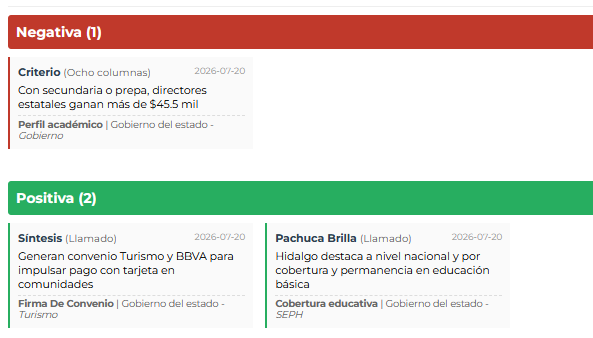 Negativa (1)
Criterio (Ocho columnas) 2026-07-20
Con secundaria o prepa, directores
estatales ganan más de $45.5 mil
Perfil académico | Gobierno del estado -
Gobierno
Positiva (2)
Síntesis (Llamado) 2026-07-20
Generan convenio Turismo y BBVA para
impulsar pago con tarjeta en
comunidades
Firma De Convenio | Gobierno del estado -
Turismo
Pachuca Brilla (Llamado) 2026-07-20
Hidalgo destaca a nivel nacional y por
cobertura y permanencia en educación
básica
Cobertura educativa | Gobierno del estado -
SEPH